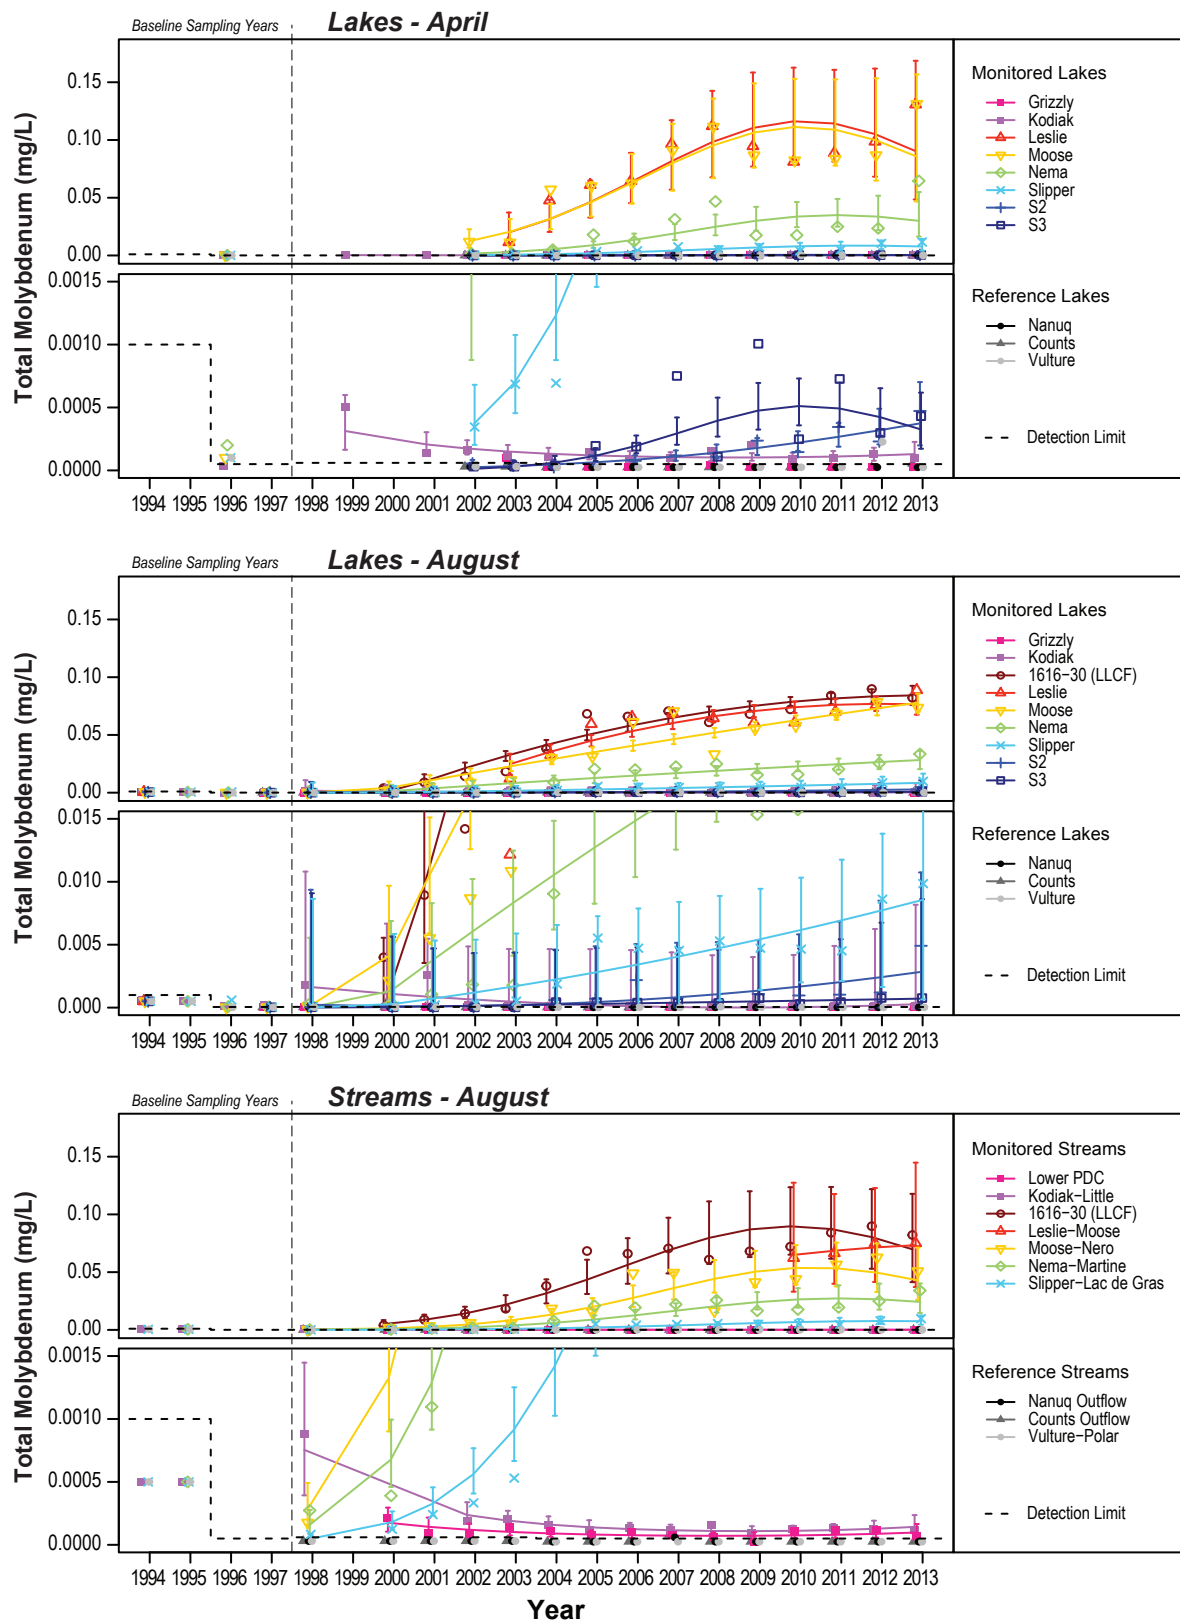 Baseline Sampling Years
Lakes - April
Total Molybdenum (mg/L)
0.15
0.10
0.05
0.00
0.0015
0.0010
0.0005
0.0000
1994 1995 1996 1997 1998 1999 2000 2001 2002 2003 2004 2005 2006 2007 2008 2009 2010 2011 2012 2013
Monitored Lakes
Grizzly
Kodiak
Leslie
Moose
Nema
Slipper
S2
S3
Reference Lakes
Nanuq
Counts
Vulture
Detection Limit
Baseline Sampling Years
Lakes - August
Total Molybdenum (mg/L)
0.15
0.10
0.05
0.00
0.015
0.010
0.005
0.000
1994 1995 1996 1997 1998 1999 2000 2001 2002 2003 2004 2005 2006 2007 2008 2009 2010 2011 2012 2013
Monitored Lakes
Grizzly
Kodiak
1616−30 (LLCF)
Leslie
Moose
Nema
Slipper
S2
S3
Reference Lakes
Nanuq
Counts
Vulture
Detection Limit
Baseline Sampling Years
Streams - August
Total Molybdenum (mg/L)
0.15
0.10
0.05
0.00
0.0015
0.0010
0.0005
0.0000
1994 1995 1996 1997 1998 1999 2000 2001 2002 2003 2004 2005 2006 2007 2008 2009 2010 2011 2012 2013
Year
Monitored Streams
Lower PDC
Kodiak−Little
1616−30 (LLCF)
Leslie−Moose
Moose−Nero
Nema−Martine
Slipper−Lac de Gras
Reference Streams
Nanuq Outflow
Counts Outflow
Vulture−Polar
Detection Limit